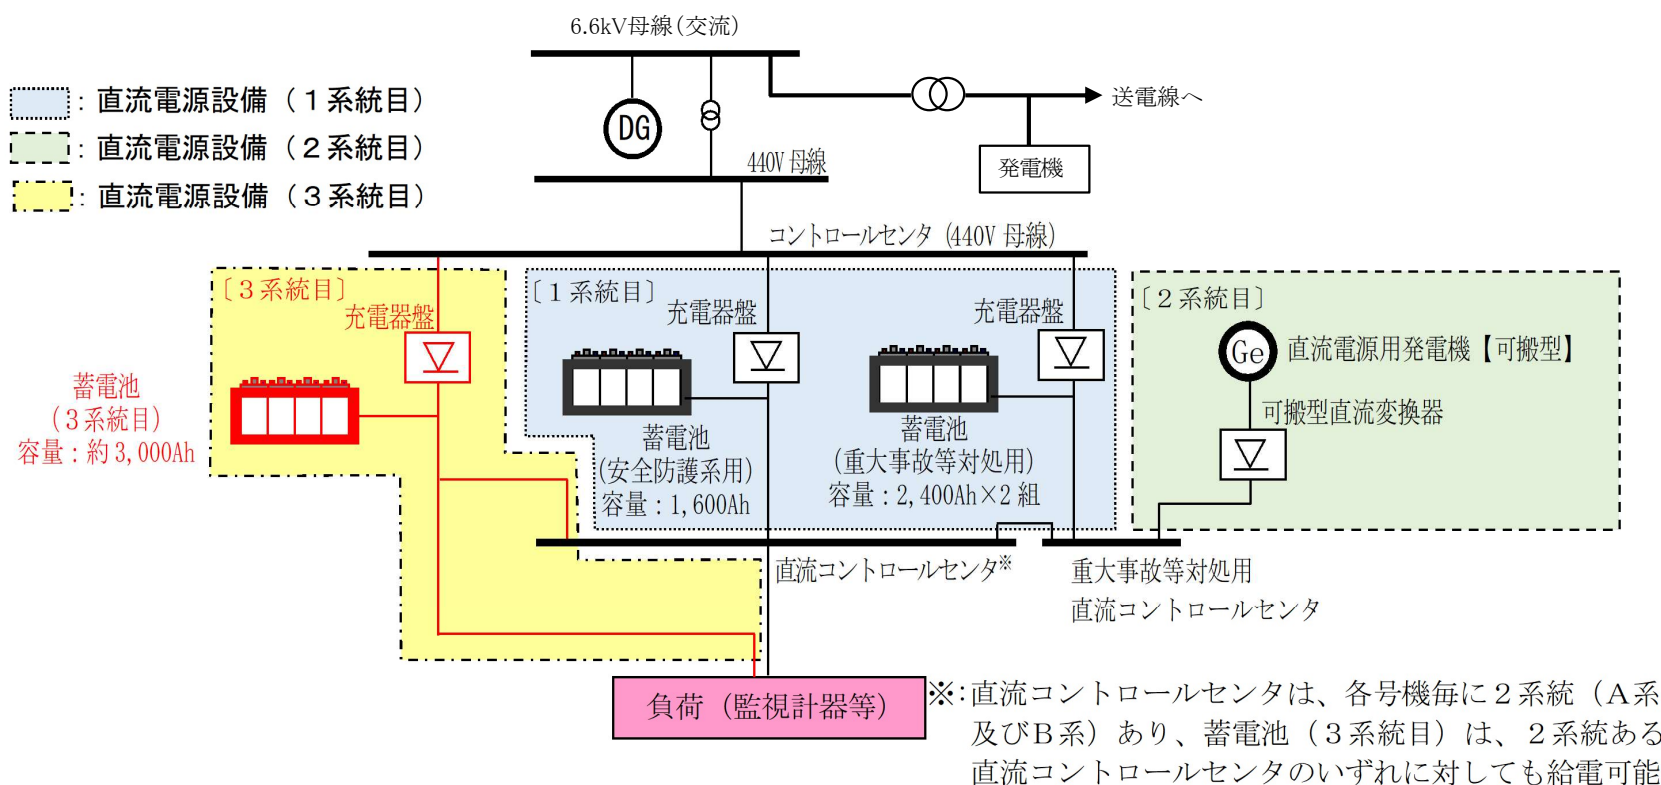 6.6kV母線(交流)
：直流電源設備（１系統目）
：直流電源設備（２系統目）
：直流電源設備（３系統目）
DG
送電線へ
440V母線
発電機
コントロールセンタ (440V 母線)
〔３系統目〕
充電器盤
蓄電池
(３系統目)
容量：約3,000Ah
〔１系統目〕
充電器盤
蓄電池
(安全防護系用)
容量：1,600Ah
充電器盤
蓄電池
(重大事故等対処用)
容量：2,400Ah×2 組
〔２系統目〕
Ge
直流電源用発電機【可搬型】
可搬型直流変換器
直流コントロールセンタ※
重大事故等対処用
直流コントロールセンタ
負荷（監視計器等）
※:直流コントロールセンタは、各号機毎に２系統（Ａ系
及びＢ系）あり、蓄電池（３系統目）は、２系統ある
直流コントロールセンタのいずれに対しても給電可能